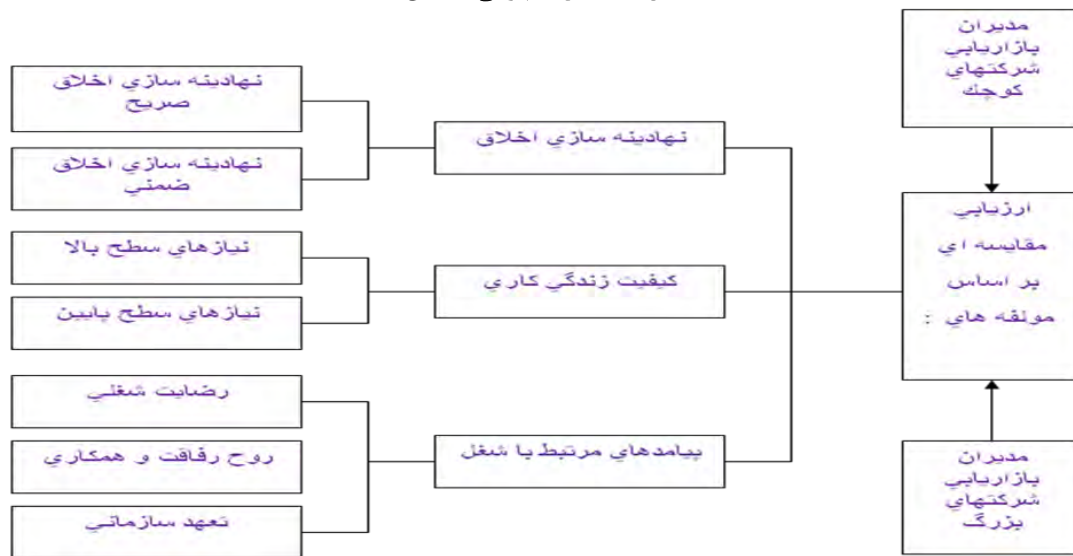 مديران
بازاريابي
شركتهاي
كوچك
ارزيابي
مقايسه اي
بر اساس
مولفه هاي :
مديران
بازاريابي
شركتهاي
بزرگ
نهادينه سازي اخلاق
كيفيت زندگي كاري
پيامدهاي مرتبط با شغل
نهادينه سازي اخلاق
صريح
نهادينه سازي اخلاق
ضمني
نيازهاي سطح بالا
نيازهاي سطح پايين
رضايت شغلي
روح رفاقت و همكاري
تعهد سازماني